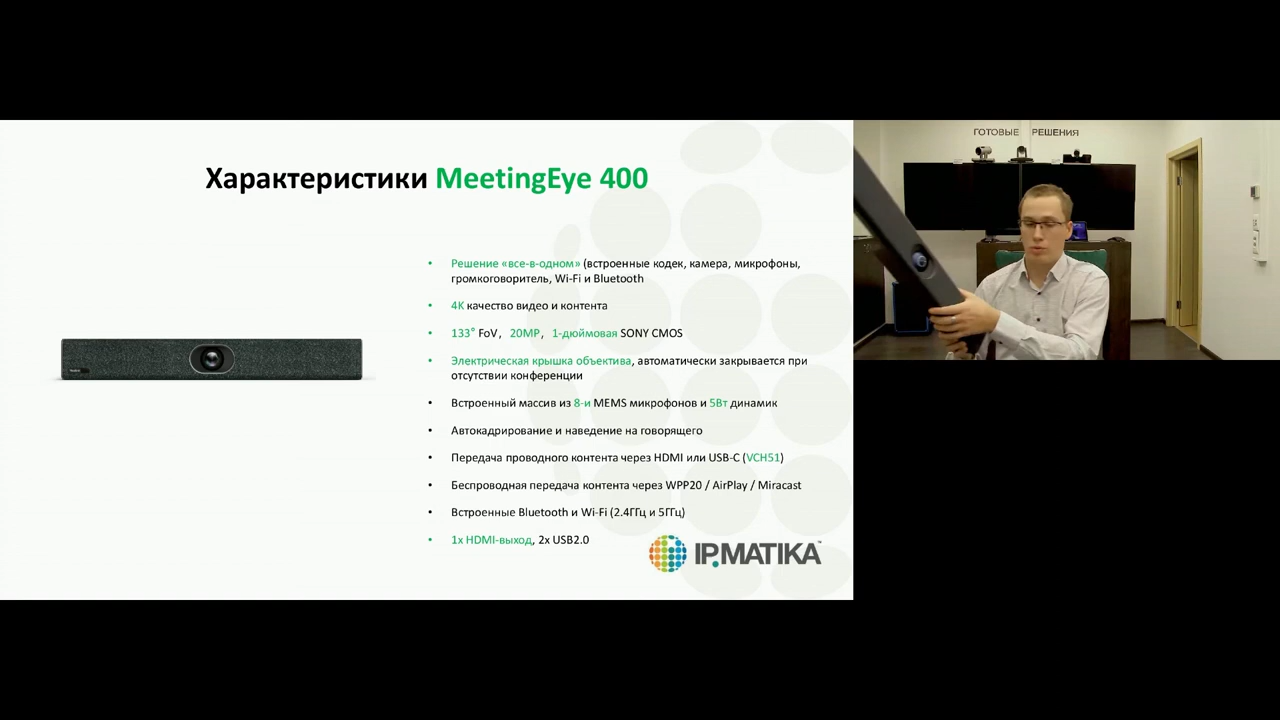 Характеристики MeetingEye 400
• Решение «все-в-одном» (встроенные кодек, камера, микрофоны,
громкоговоритель, Wi-Fi и Bluetooth
• 4K качество видео и контента
• 133° FoV, 20MP, 1-дюймовая SONY CMOS
• Электрическая крышка объектива, автоматически закрывается при
отсутствии конференции
• Встроенный массив из 8-и MEMS микрофонов и 5Вт динамик
• Автокадрирование и наведение на говорящего
• Передача проводного контента через HDMI или USB-C (VCH51)
• Беспроводная передача контента через WPP20 / AirPlay / Miracast
• Встроенные Bluetooth и Wi-Fi (2.4ГГц и 5ГГц)
• 1x HDMI-выход, 2x USB2.0
IP.MATIKA™
ГОТОВЫЕ РЕШЕНИЯ